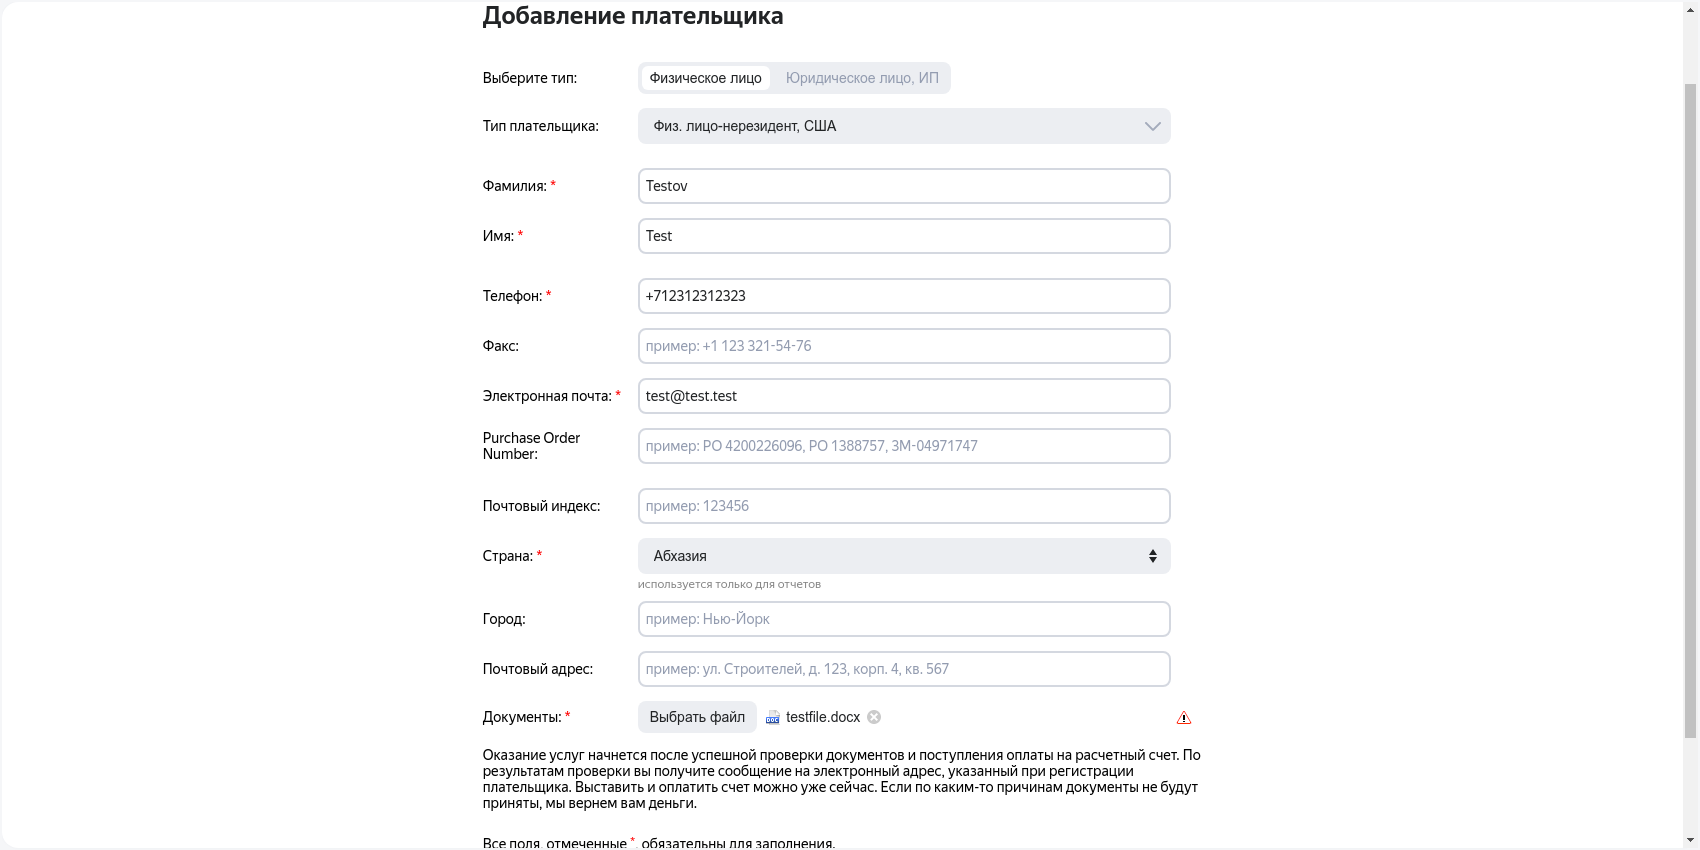 Добавление плательщика
Выберите тип: Физическое лицо Юридическое лицо, ИП
Тип плательщика: Физ. лицо-нерезидент, США
Фамилия: * Testov
Имя: * Test
Телефон: * +712312312323
Факс: пример: +1 123 321-54-76
Электронная почта: * test@test.test
Purchase Order
Number: пример: PO 4200226096, PO 1388757, 3M-04971747
Почтовый индекс: пример: 123456
Страна: * Абхазия
используется только для отчетов
Город: пример: Нью-Йорк
Почтовый адрес: пример: ул. Строителей, д. 123, корп. 4, кв. 567
Документы: * Выбрать файл DOC testfile.docx
Оказание услуг начнется после успешной проверки документов и поступления оплаты на расчетный счет. По
результатам проверки вы получите сообщение на электронный адрес, указанный при регистрации
плательщика. Выставить и оплатить счет можно уже сейчас. Если по каким-то причинам документы не будут
приняты, мы вернем вам деньги.
Все поля, отмеченные *, обязательны для заполнения.